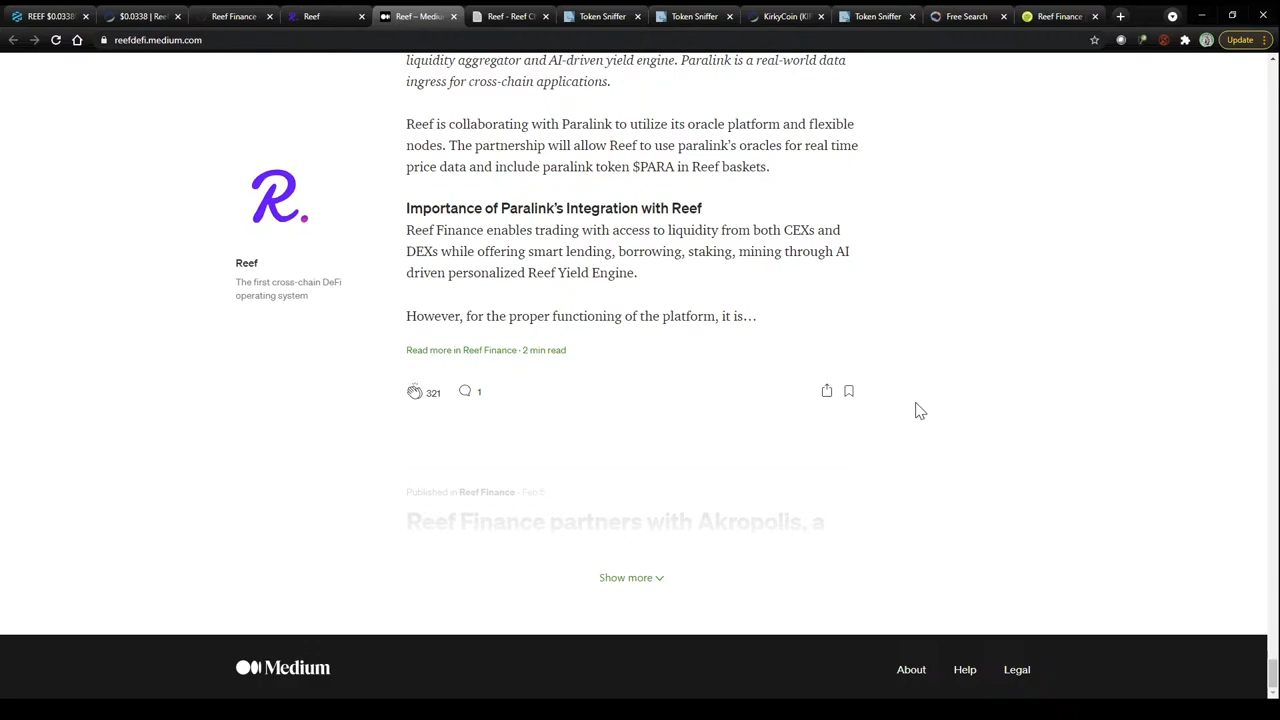 REEF $0.0338
$0.0338 | Reef
Reef Finance
Reef
Reef – Medium
Reef - Reef C
Token Sniffer
Token Sniffer
KirkyCoin (KI
Token Sniffer
Free Search
Reef Finance
reefdefi.medium.com
Update
liquidity aggregator and AI-driven yield engine. Paralink is a real-world data
ingress for cross-chain applications.
Reef is collaborating with Paralink to utilize its oracle platform and flexible
nodes. The partnership will allow Reef to use paralink’s oracles for real time
price data and include paralink token $PARA in Reef baskets.
R.
Reef
The first cross-chain DeFi
operating system
Importance of Paralink’s Integration with Reef
Reef Finance enables trading with access to liquidity from both CEXs and
DEXs while offering smart lending, borrowing, staking, mining through AI
driven personalized Reef Yield Engine.
However, for the proper functioning of the platform, it is…
Read more in Reef Finance · 2 min read
321
1
Published in Reef Finance · Feb 6
Reef Finance partners with Akropolis, a
Show more
Medium
About
Help
Legal